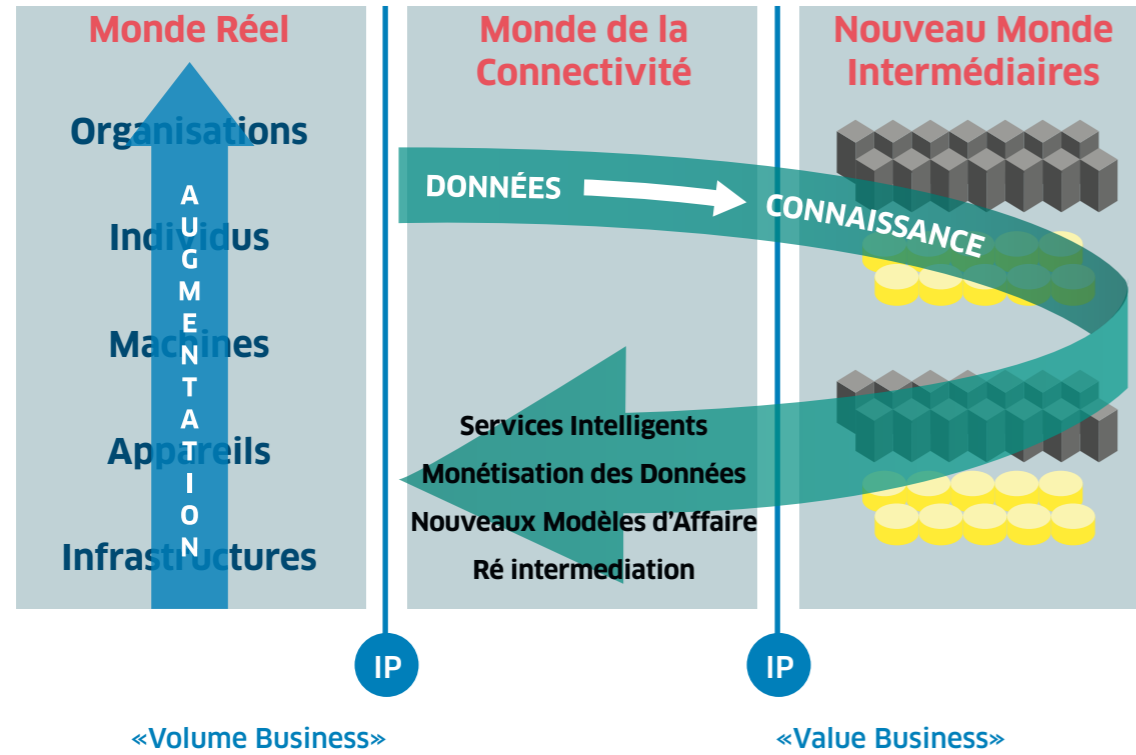 Monde Réel
Organisations
Individus
Machines
Appareils
Infrastructures
AUGMENTATION
Monde de la
Connectivité
DONNÉES
CONNAISSANCE
Services Intelligents
Monétisation des Données
Nouveaux Modèles d'Affaire
Ré intermediation
Nouveau Monde
Intermédiaires
IP
IP
«Volume Business»
«Value Business»